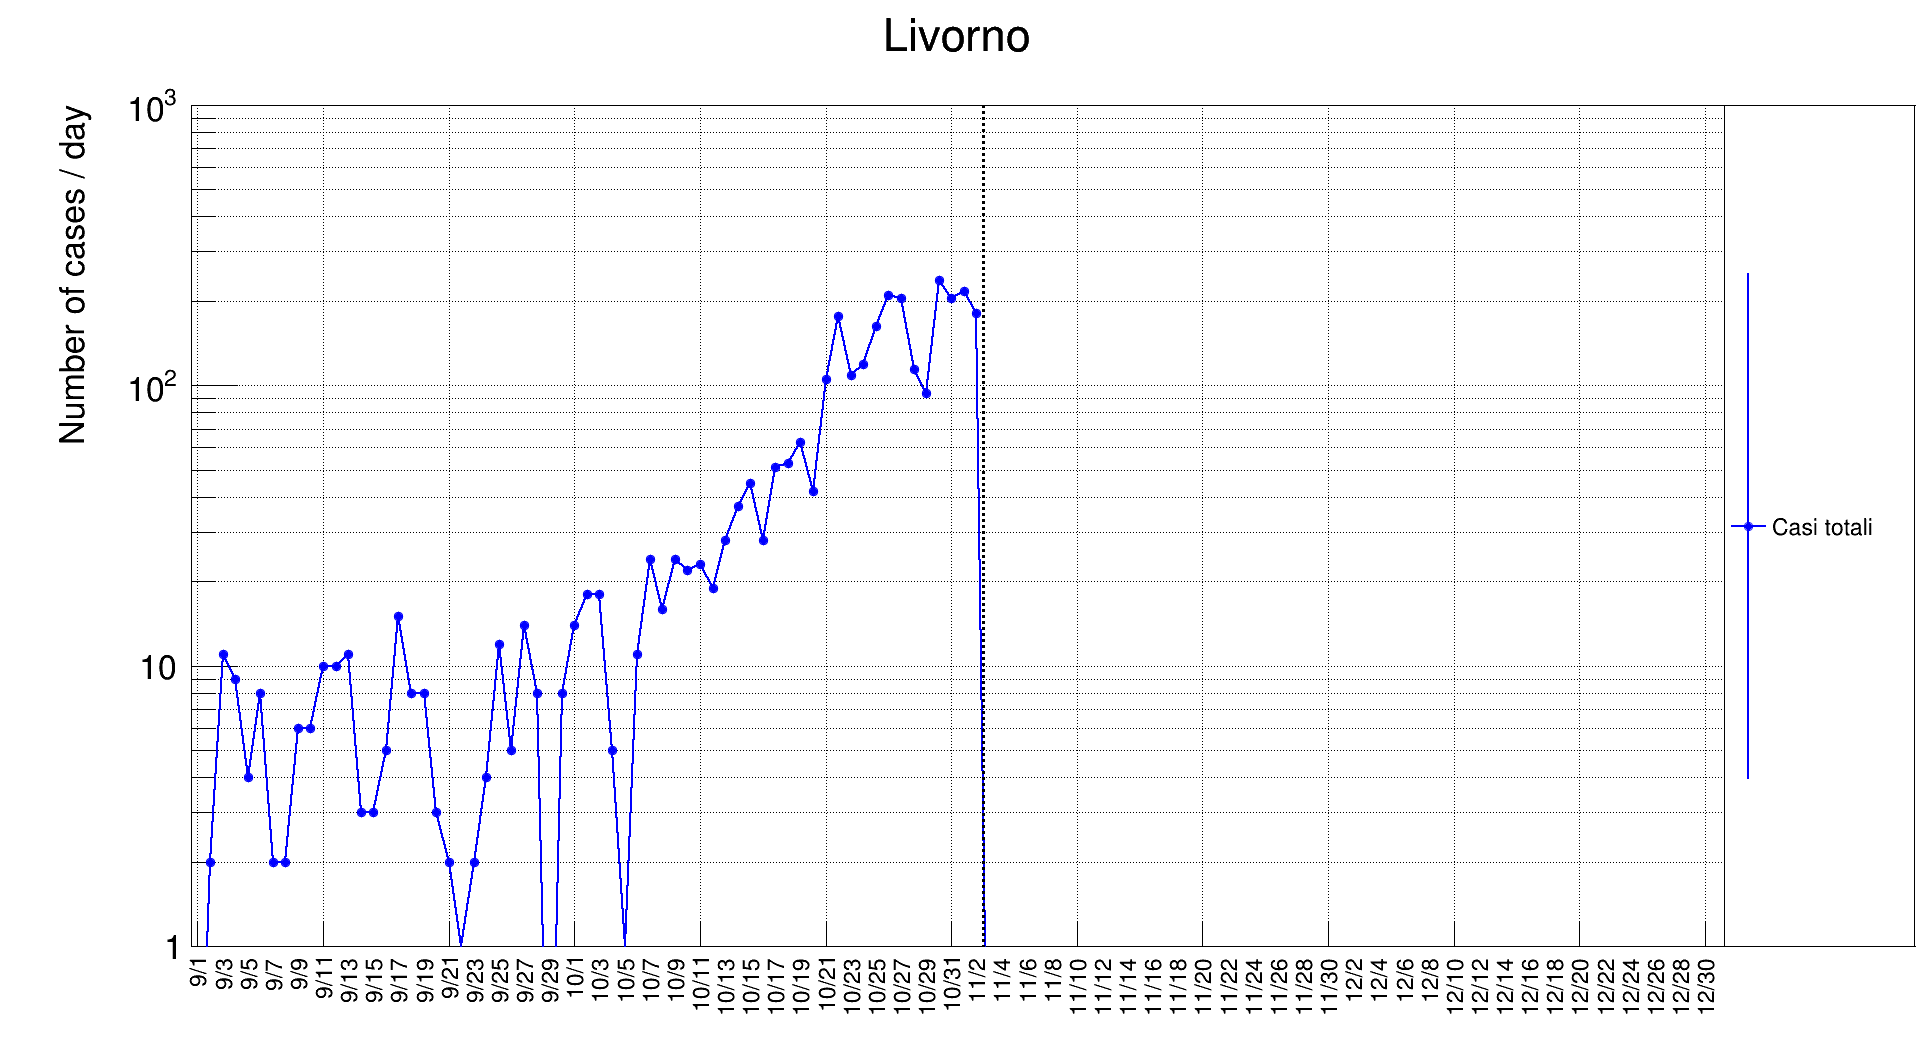 Livorno
Number of cases / day
10³
10²
10
1
9/1 9/3 9/5 9/7 9/9 9/11 9/13 9/15 9/17 9/19 9/21 9/23 9/25 9/27 9/29 10/1 10/3 10/5 10/7 10/9 10/11 10/13 10/15 10/17 10/19 10/21 10/23 10/25 10/27 10/29 10/31 11/2 11/4 11/6 11/8 11/10 11/12 11/14 11/16 11/18 11/20 11/22 11/24 11/26 11/28 11/30 12/2 12/4 12/6 12/8 12/10 12/12 12/14 12/16 12/18 12/20 12/22 12/24 12/26 12/28 12/30
Casi totali